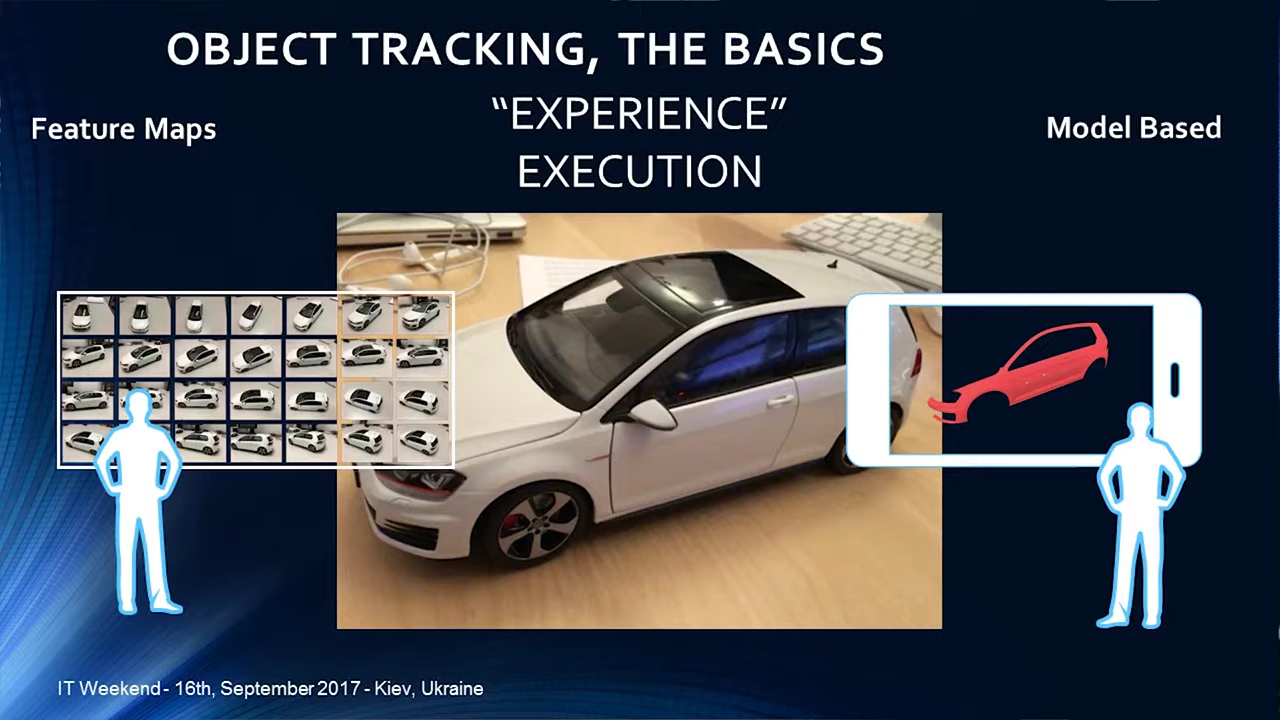 OBJECT TRACKING, THE BASICS
“EXPERIENCE”
EXECUTION
Feature Maps
Model Based
IT Weekend - 16th, September 2017 - Kiev, Ukraine